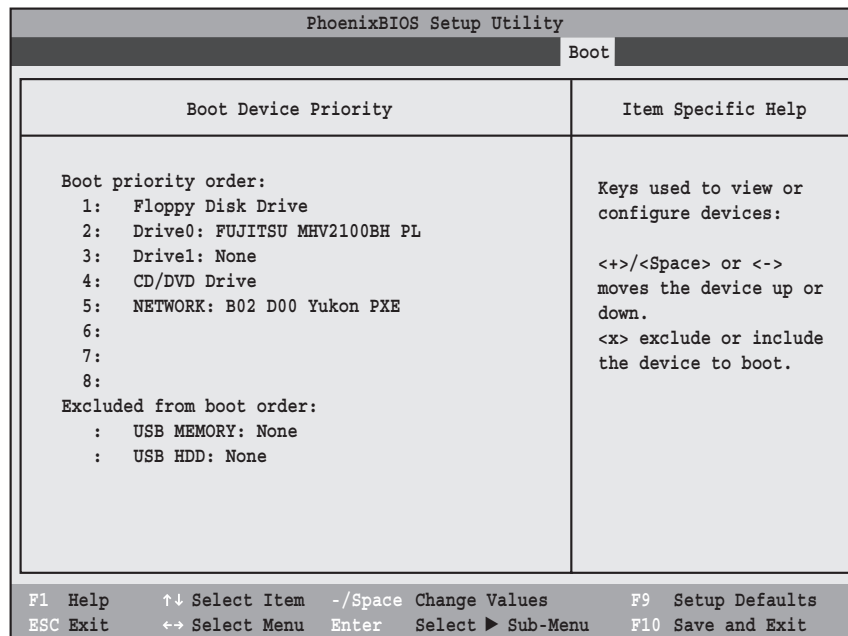 PhoenixBIOS Setup Utility
Boot
Boot Device Priority
Item Specific Help
Boot priority order:
1: Floppy Disk Drive
2: Drive0: FUJITSU MHV2100BH PL
3: Drive1: None
4: CD/DVD Drive
5: NETWORK: B02 D00 Yukon PXE
6:
7:
8:
Excluded from boot order:
: USB MEMORY: None
: USB HDD: None
Keys used to view or
configure devices:
<+>/<Space> or <->
moves the device up or
down.
<x> exclude or include
the device to boot.
F1 Help ↑↓ Select Item -/Space Change Values F9 Setup Defaults
ESC Exit ←→ Select Menu Enter Select ▶ Sub-Menu F10 Save and Exit